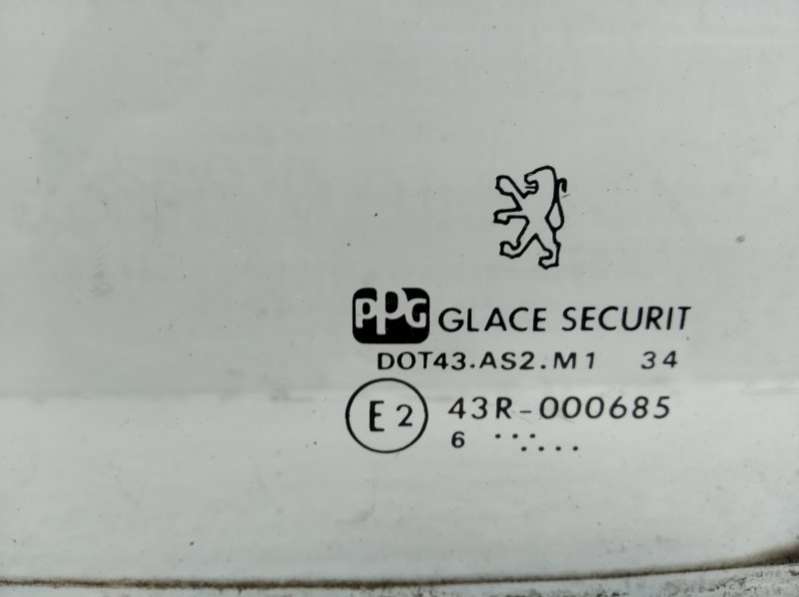 PPG GLACE SECURIT
DOT43.AS2.M1 34
E2 43R-000685
6